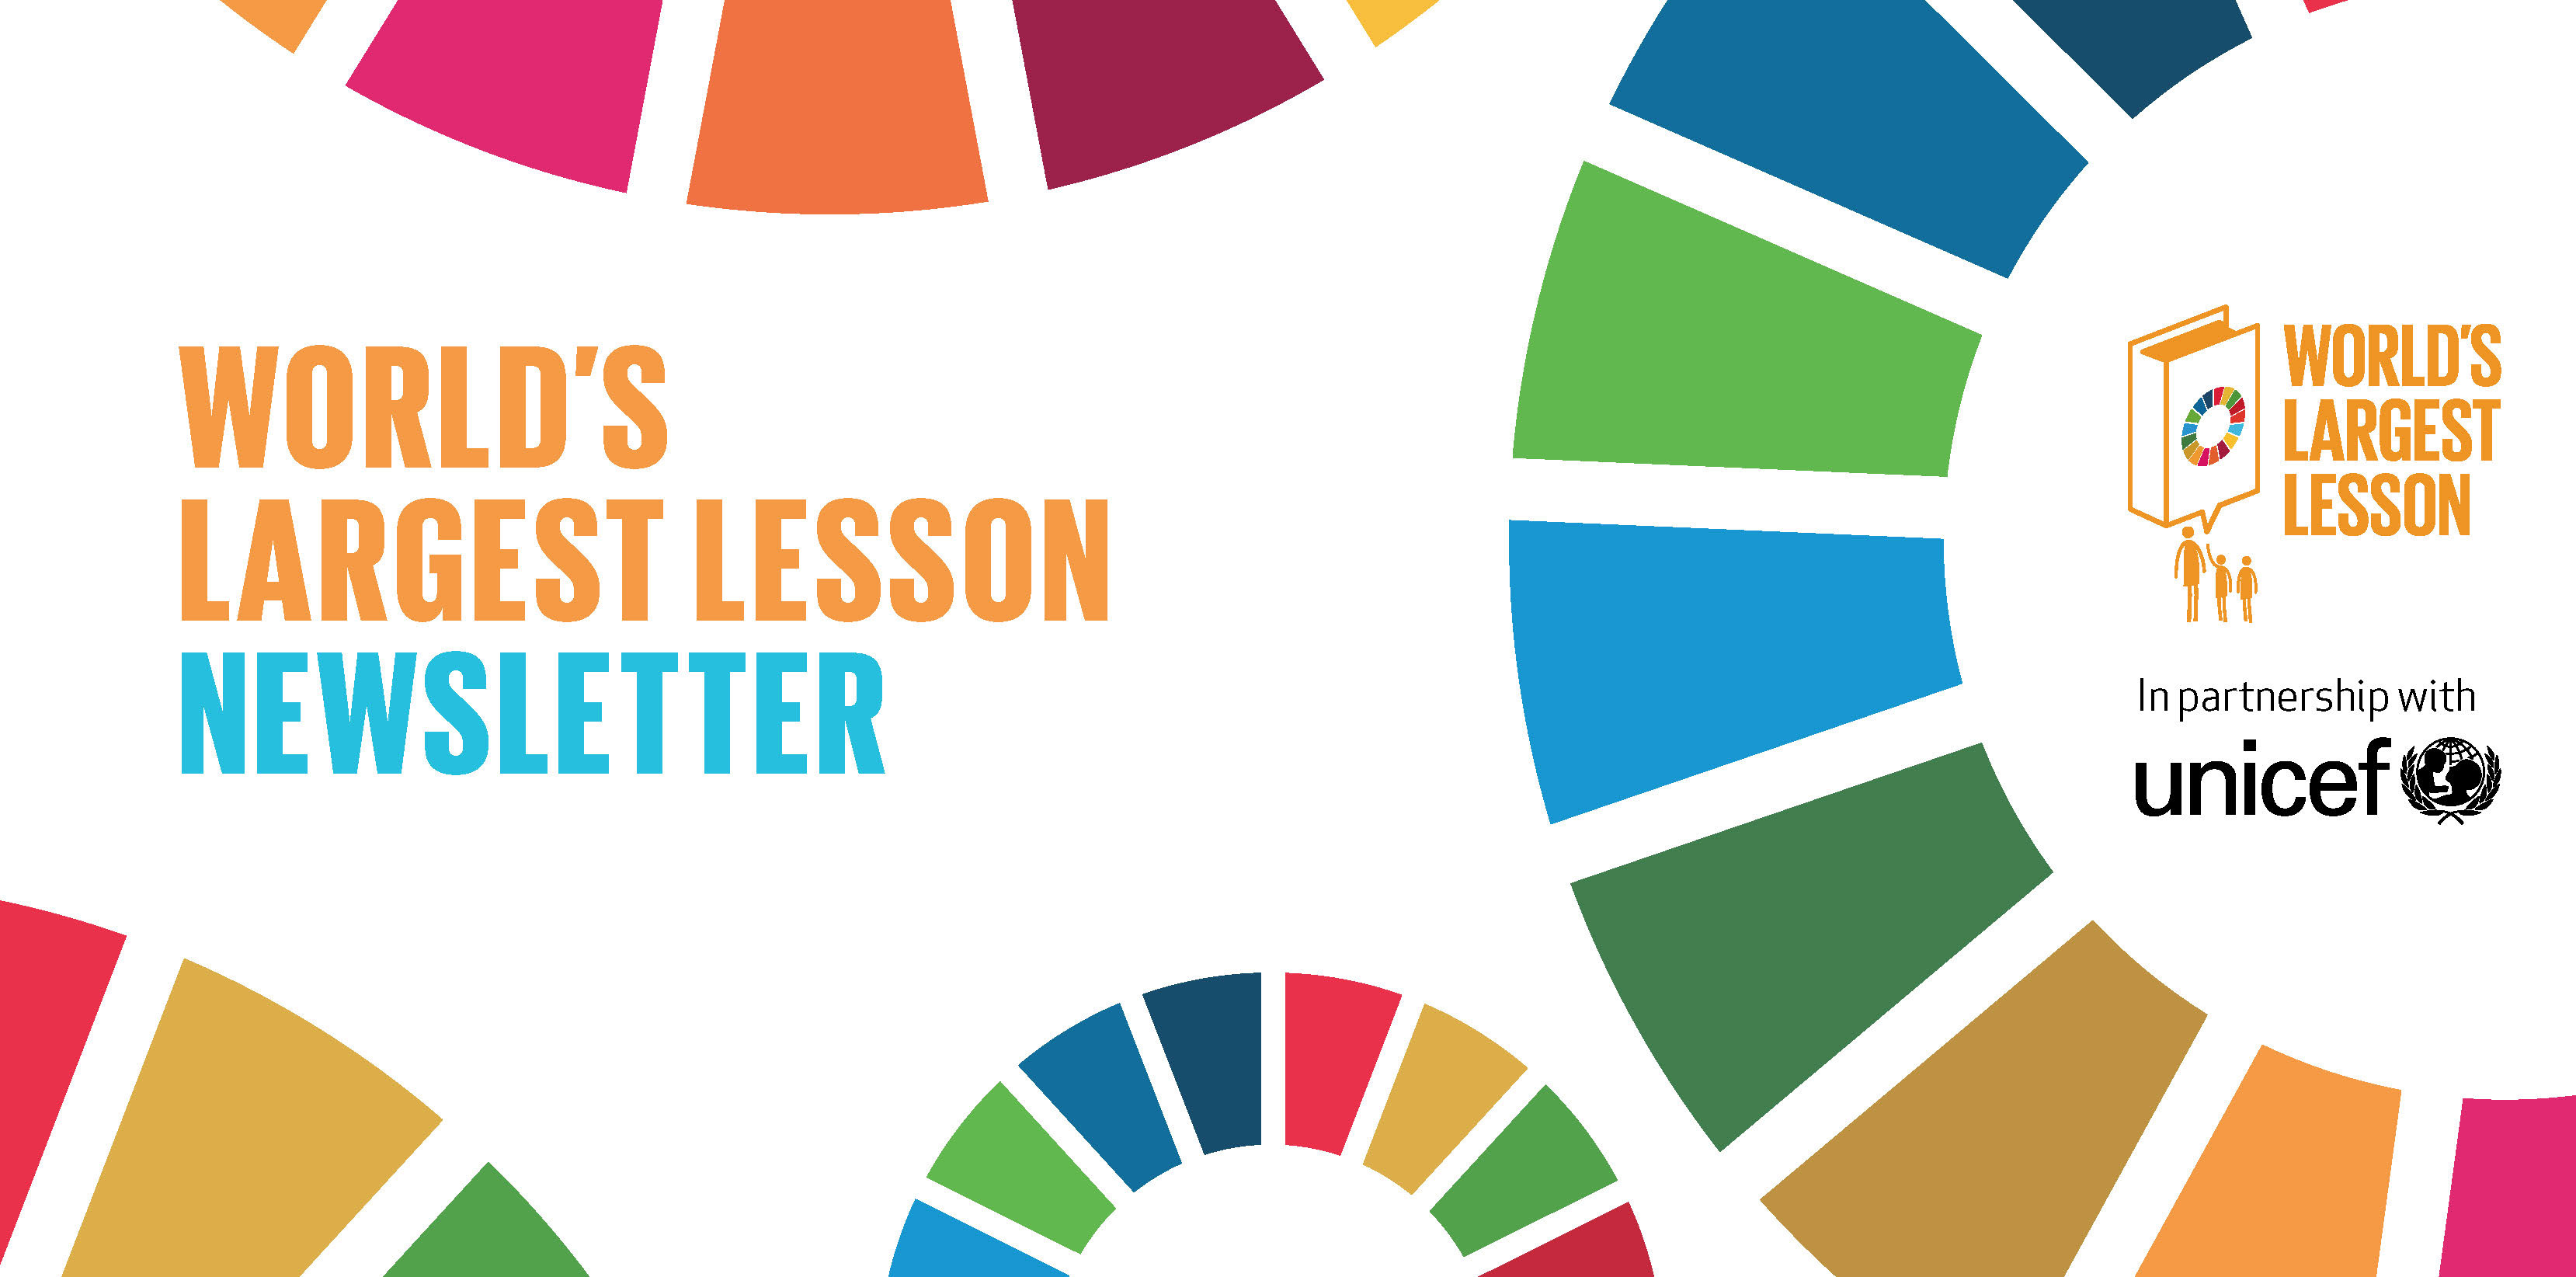 WORLD'S
LARGEST LESSON
NEWSLETTER
WORLD'S
LARGEST
LESSON
In partnership with
unicef